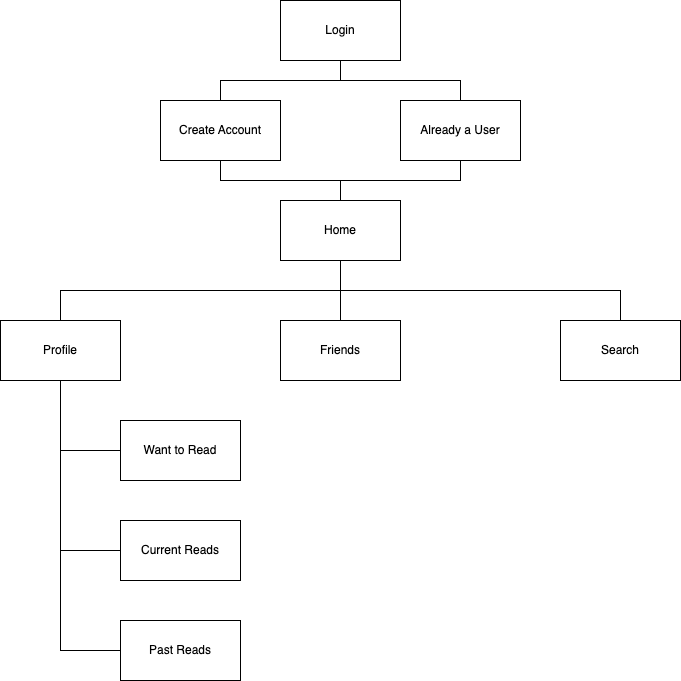 Login
Create Account
Already a User
Home
Profile
Friends
Search
Want to Read
Current Reads
Past Reads